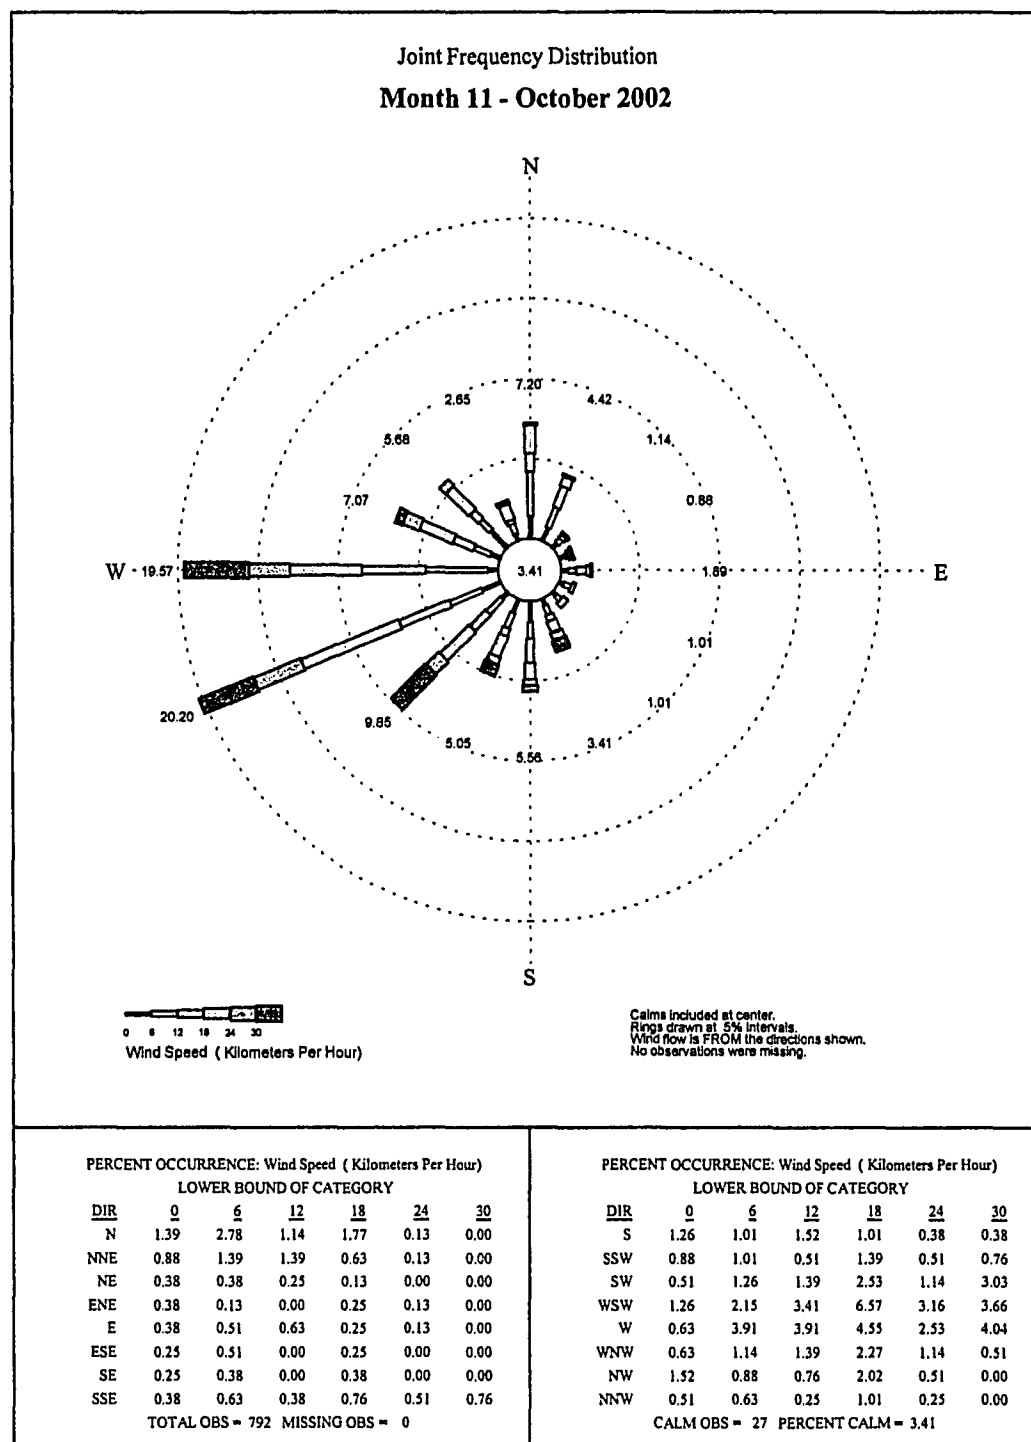 Joint Frequency Distribution
Month 11 - October 2002
N
7.20
2.65
4.42
5.68
1.14
7.07
0.88
W
19.57
3.41
1.89
E
1.01
20.20
9.85
1.01
5.05
5.56
3.41
S
0 6 12 18 24 30
Wind Speed ( Kilometers Per Hour)
Calms included at center.
Rings drawn at 5% intervals.
Wind flow is FROM the directions shown.
No observations were missing.
PERCENT OCCURRENCE: Wind Speed ( Kilometers Per Hour)
LOWER BOUND OF CATEGORY
DIR 0 6 12 18 24 30
N 1.39 2.78 1.14 1.77 0.13 0.00
NNE 0.88 1.39 1.39 0.63 0.13 0.00
NE 0.38 0.38 0.25 0.13 0.00 0.00
ENE 0.38 0.13 0.00 0.25 0.13 0.00
E 0.38 0.51 0.63 0.25 0.13 0.00
ESE 0.25 0.51 0.00 0.25 0.00 0.00
SE 0.25 0.38 0.00 0.38 0.00 0.00
SSE 0.38 0.63 0.38 0.76 0.51 0.76
TOTAL OBS = 792 MISSING OBS = 0
PERCENT OCCURRENCE: Wind Speed ( Kilometers Per Hour)
LOWER BOUND OF CATEGORY
DIR 0 6 12 18 24 30
S 1.26 1.01 1.52 1.01 0.38 0.38
SSW 0.88 1.01 0.51 1.39 0.51 0.76
SW 0.51 1.26 1.39 2.53 1.14 3.03
WSW 1.26 2.15 3.41 6.57 3.16 3.66
W 0.63 3.91 3.91 4.55 2.53 4.04
WNW 0.63 1.14 1.39 2.27 1.14 0.51
NW 1.52 0.88 0.76 2.02 0.51 0.00
NNW 0.51 0.63 0.25 1.01 0.25 0.00
CALM OBS = 27 PERCENT CALM = 3.41